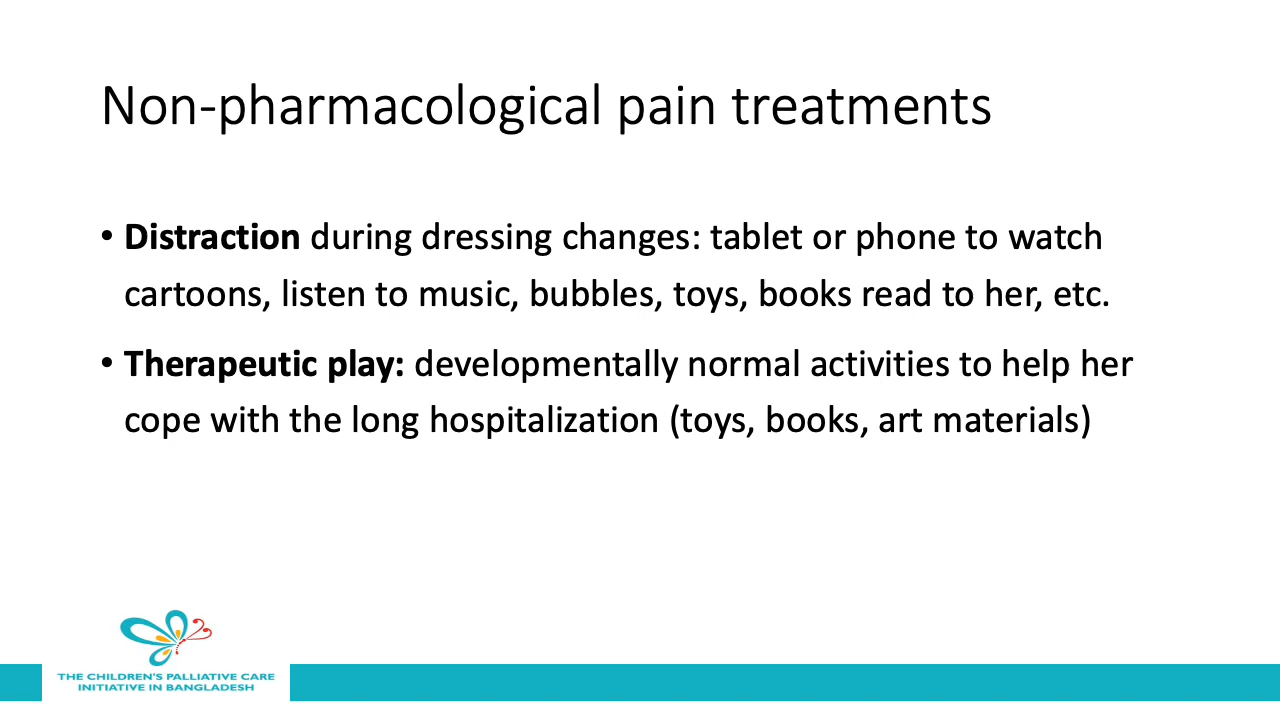 Non-pharmacological pain treatments
• Distraction during dressing changes: tablet or phone to watch
cartoons, listen to music, bubbles, toys, books read to her, etc.
• Therapeutic play: developmentally normal activities to help her
cope with the long hospitalization (toys, books, art materials)
THE CHILDREN'S PALLIATIVE CARE
INITIATIVE IN BANGLADESH